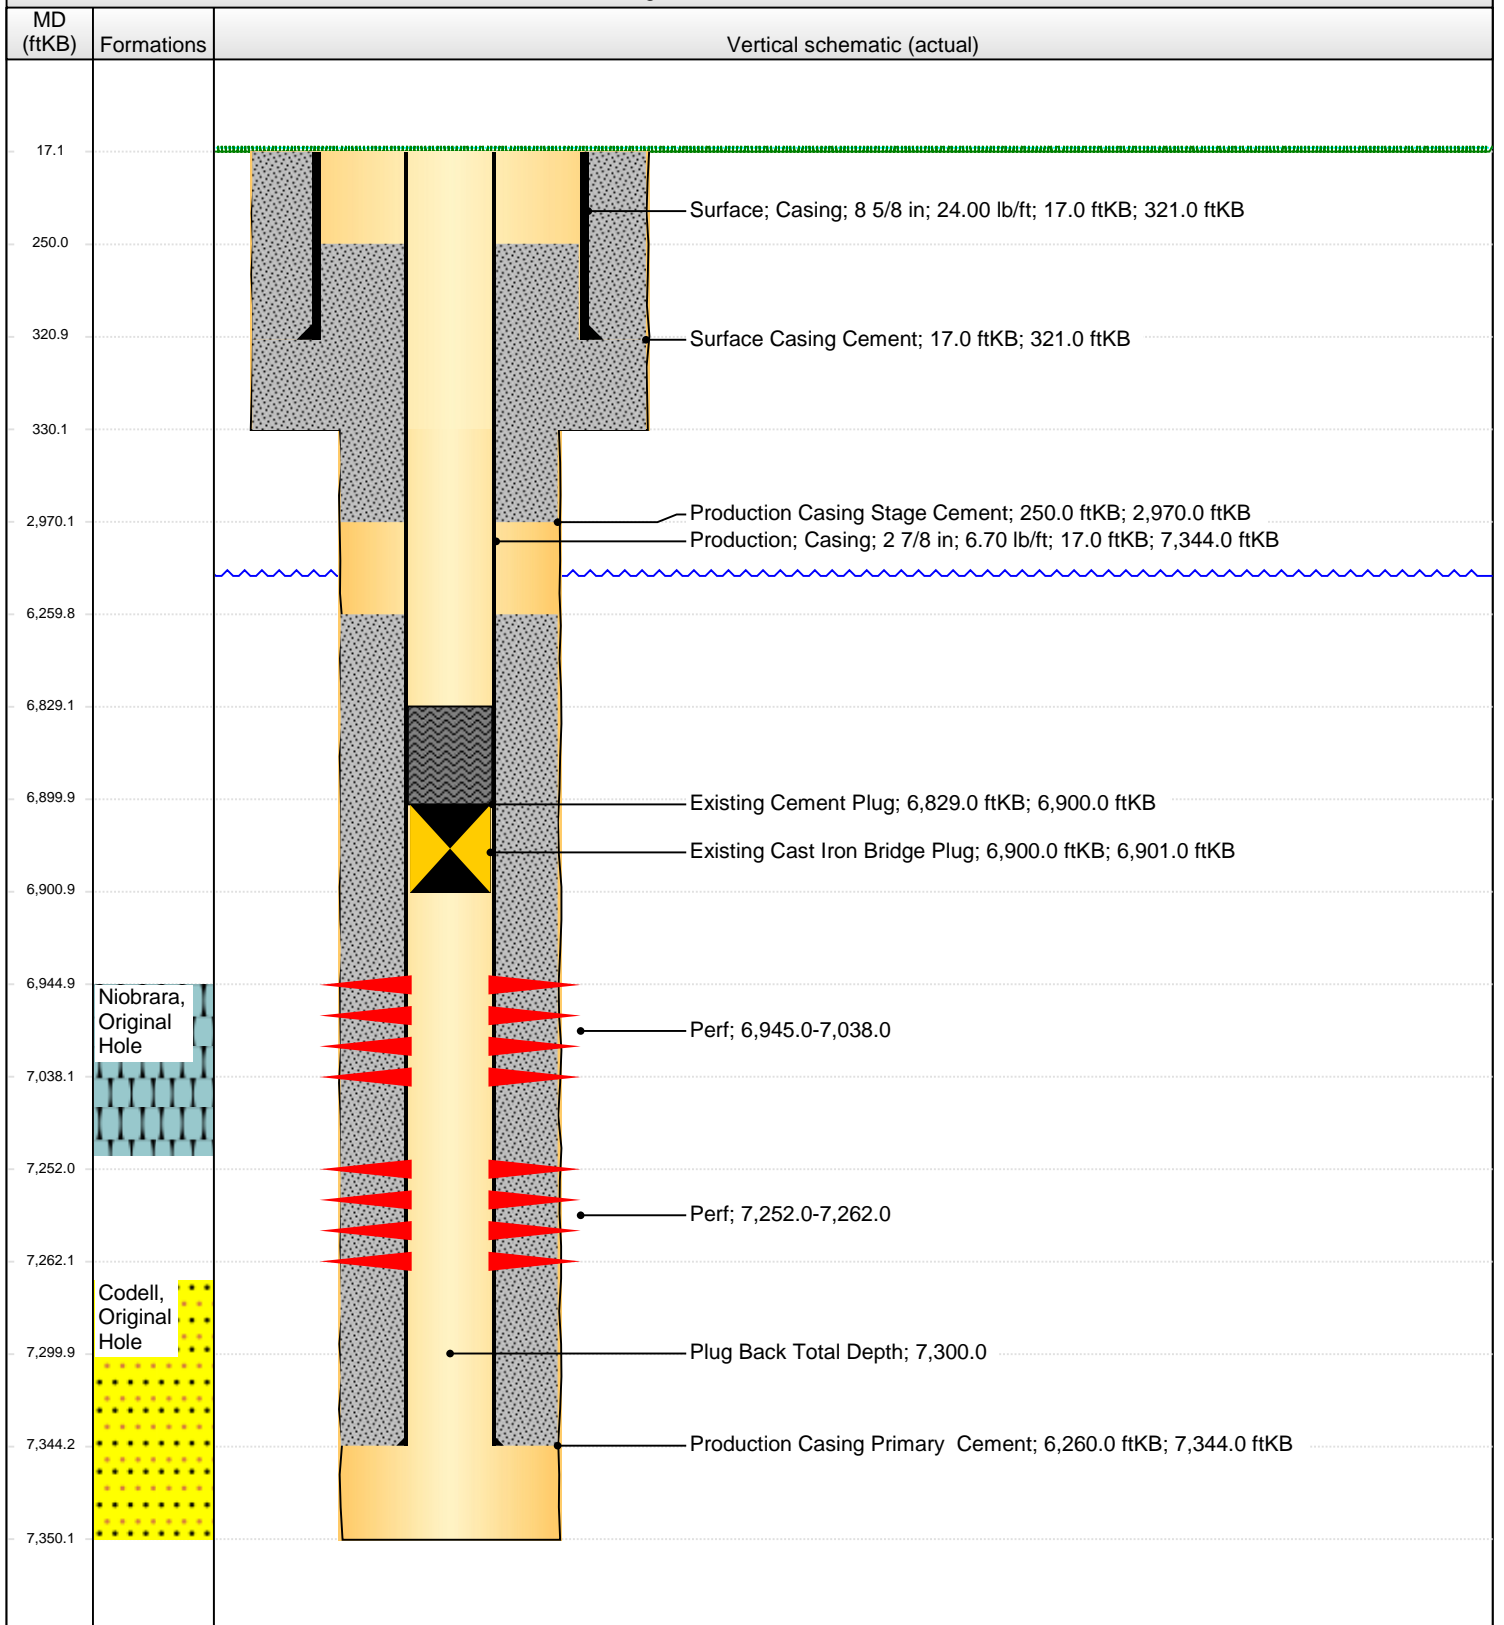 MD
(ftKB)
Formations
Vertical schematic (actual)
17.1
Surface; Casing; 8 5/8 in; 24.00 lb/ft; 17.0 ftKB; 321.0 ftKB
250.0
320.9
Surface Casing Cement; 17.0 ftKB; 321.0 ftKB
330.1
2,970.1
Production Casing Stage Cement; 250.0 ftKB; 2,970.0 ftKB
Production; Casing; 2 7/8 in; 6.70 lb/ft; 17.0 ftKB; 7,344.0 ftKB
6,259.8
6,829.1
6,899.9
Existing Cement Plug; 6,829.0 ftKB; 6,900.0 ftKB
Existing Cast Iron Bridge Plug; 6,900.0 ftKB; 6,901.0 ftKB
6,900.9
6,944.9
Niobrara,
Original
Hole
Perf; 6,945.0-7,038.0
7,038.1
7,252.0
Perf; 7,252.0-7,262.0
7,262.1
Codell,
Original
Hole
7,299.9
Plug Back Total Depth; 7,300.0
7,344.2
Production Casing Primary  Cement; 6,260.0 ftKB; 7,344.0 ftKB
7,350.1